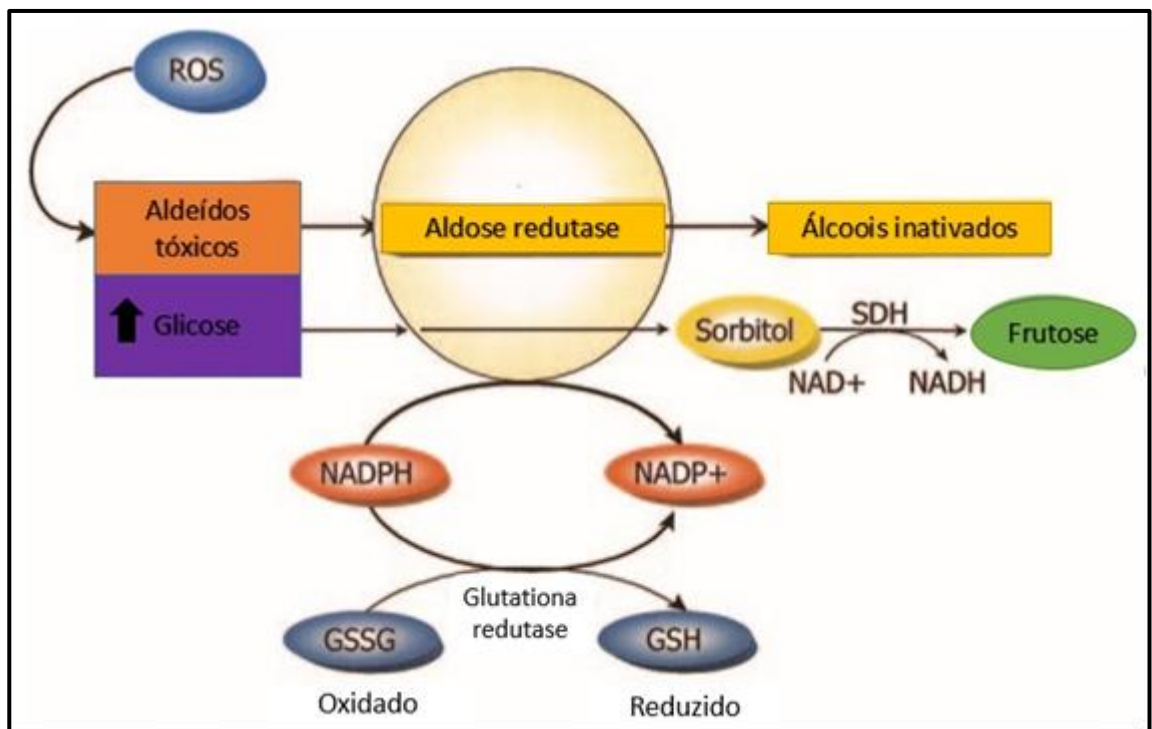 ROS
Aldeídos
tóxicos
Aldose redutase
Álcoois inativados
Glicose
Sorbitol
SDH
Frutose
NAD+
NADH
NADPH
NADP+
Glutationa
redutase
GSSG
GSH
Oxidado
Reduzido